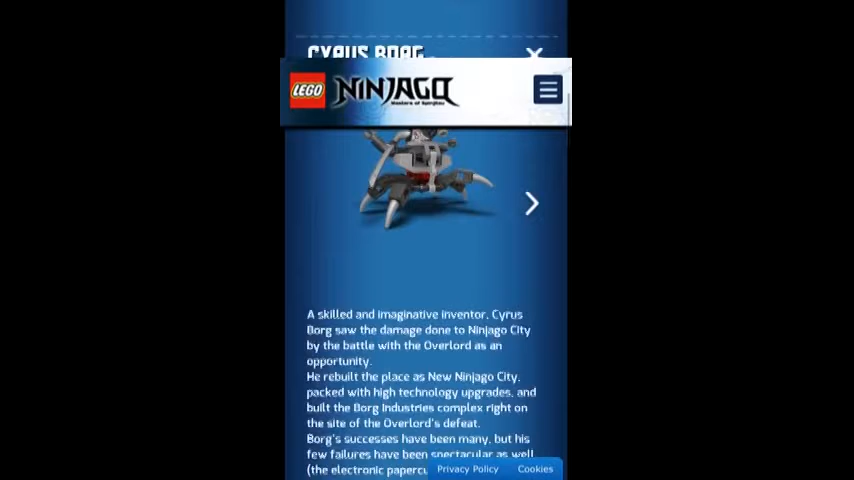 CYRUS BORG
LEGO NINJAGO
Masters of Spinjitzu
A skilled and imaginative inventor, Cyrus
Borg saw the damage done to Ninjago City
by the battle with the Overlord as an
opportunity.
He rebuilt the place as New Ninjago City,
packed with high technology upgrades, and
built the Borg Industries complex right on
the site of the Overlord's defeat.
Borg's successes have been many, but his
few failures have been spectacular as well
(the electronic papercu
Privacy Policy Cookies